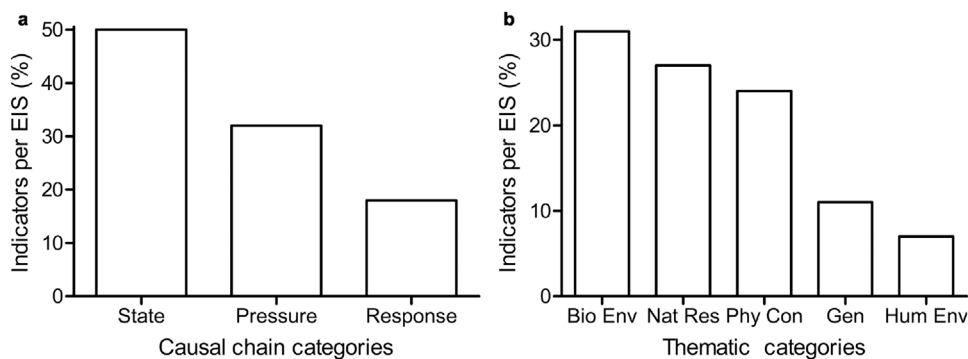 a
Indicators per EIS (%)
50
40
30
20
10
0
State Pressure Response
Causal chain categories
b
Indicators per EIS (%)
30
20
10
0
Bio Env Nat Res Phy Con Gen Hum Env
Thematic categories